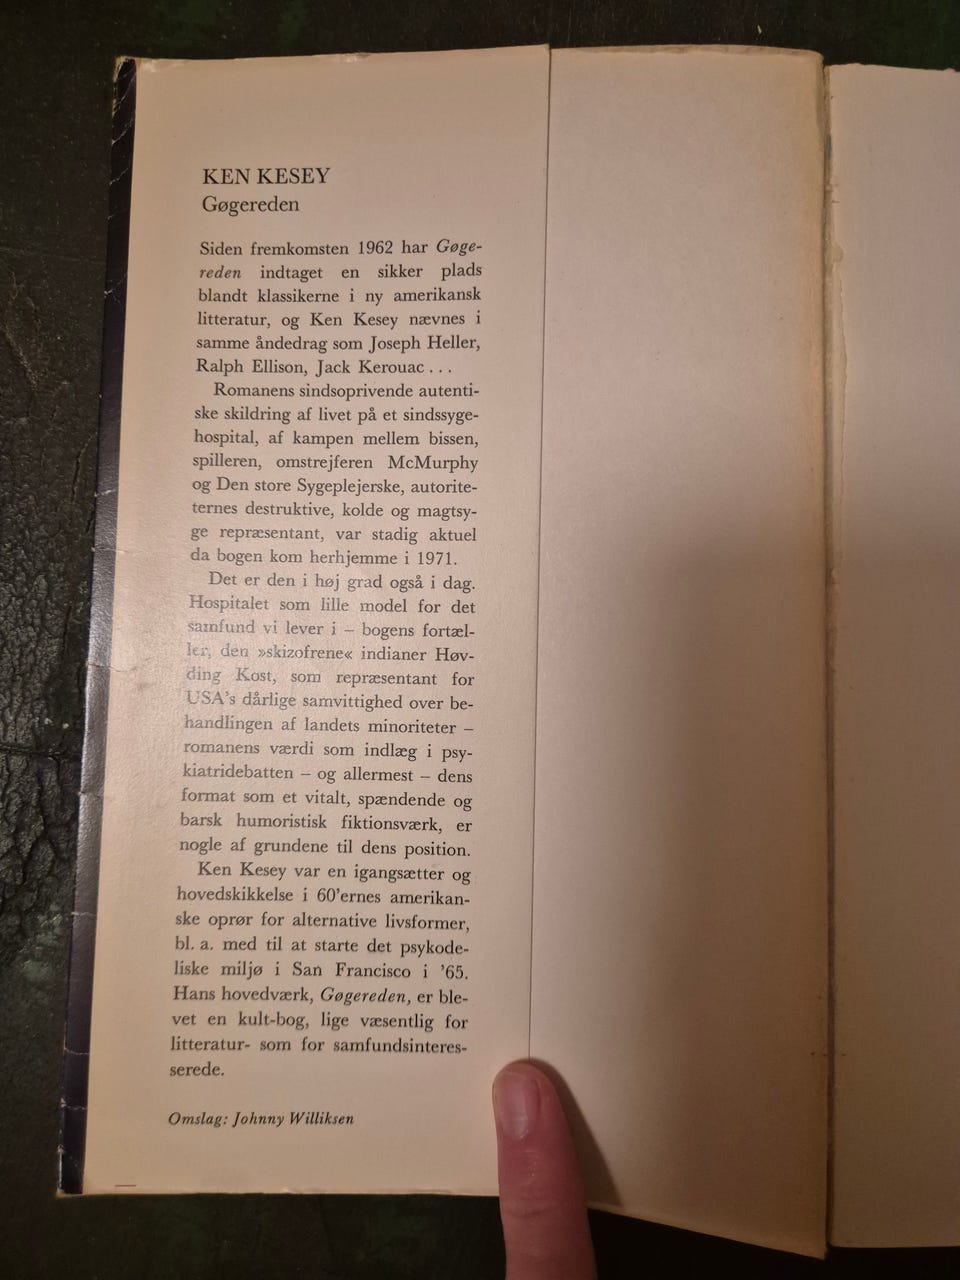 KEN KESEY
Gøgereden
Siden fremkomsten 1962 har Gøge-
reden indtaget en sikker plads
blandt klassikerne i ny amerikansk
litteratur, og Ken Kesey nævnes i
samme åndedrag som Joseph Heller,
Ralph Ellison, Jack Kerouac . . .
Romanens sindsoprivende autenti-
ske skildring af livet på et sindssyge-
hospital, af kampen mellem bissen,
spilleren, omstrejferen McMurphy
og Den store Sygeplejerske, autorite-
ternes destruktive, kolde og magtsy-
ge repræsentant, var stadig aktuel
da bogen kom herhjemme i 1971.
Det er den i høj grad også i dag.
Hospitalet som lille model for det
samfund vi lever i – bogens fortæl-
ler, den »skizofrene« indianer Høv-
ding Kost, som repræsentant for
USA's dårlige samvittighed over be-
handlingen af landets minoriteter –
romanens værdi som indlæg i psy-
kiatridebatten – og allermest – dens
format som et vitalt, spændende og
barsk humoristisk fiktionsværk, er
nogle af grundene til dens position.
Ken Kesey var en igangsætter og
hovedskikkelse i 60'ernes amerikan-
ske oprør for alternative livsformer,
bl. a. med til at starte det psykode-
liske miljø i San Francisco i '65.
Hans hovedværk, Gøgereden, er ble-
vet en kult-bog, lige væsentlig for
litteratur- som for samfundsinteres-
serede.
Omslag: Johnny Williksen